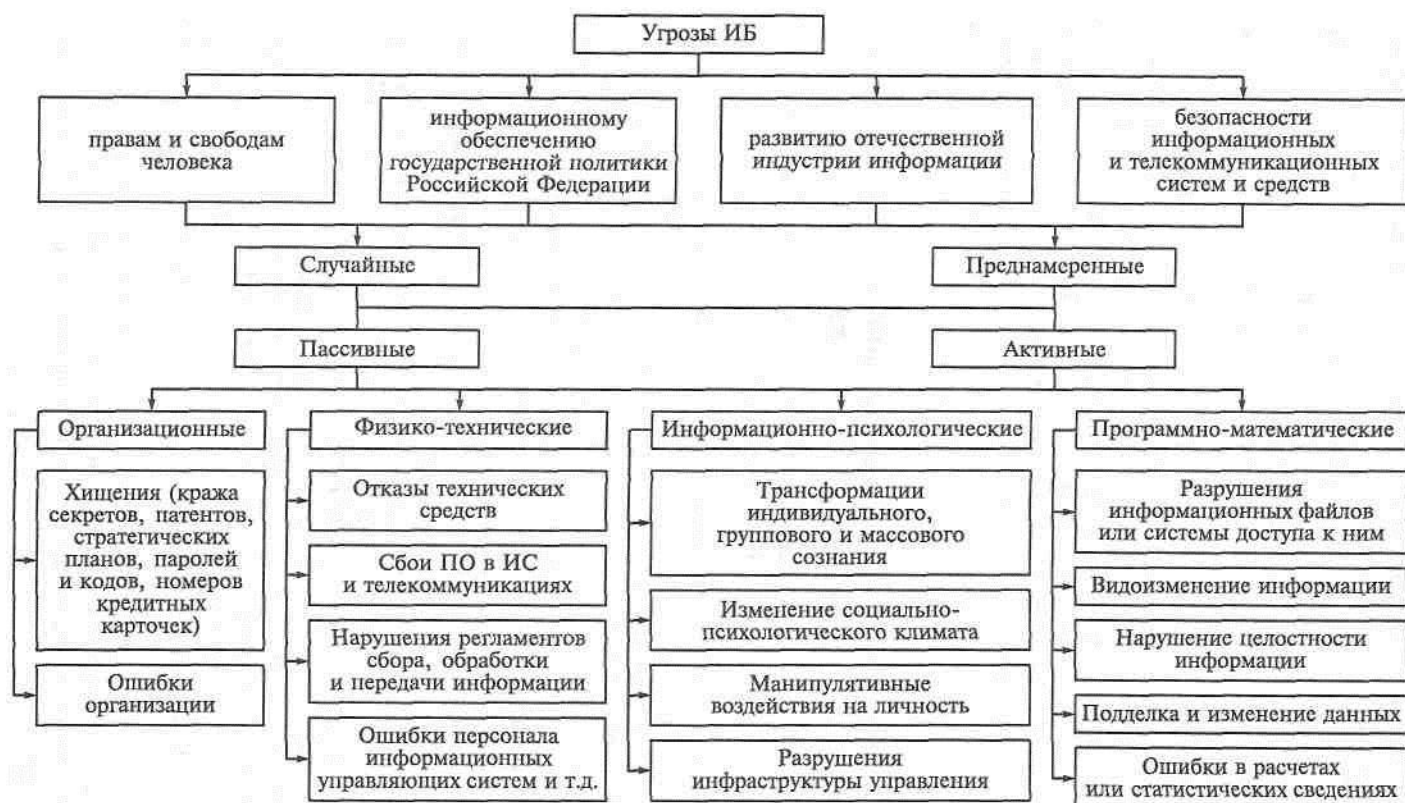 Угрозы ИБ
правам и свободам
человека
информационному
обеспечению
государственной политики
Российской Федерации
развитию отечественной
индустрии информации
безопасности
информационных
и телекоммуникационных
систем и средств
Случайные
Преднамеренные
Пассивные
Активные
Организационные
Хищения (кража
секретов, патентов,
стратегических
планов, паролей
и кодов, номеров
кредитных
карточек)
Ошибки
организации
Физико-технические
Отказы технических
средств
Сбои ПО в ИС
и телекоммуникациях
Нарушения регламентов
сбора, обработки
и передачи информации
Ошибки персонала
информационных
управляющих систем и т.д.
Информационно-психологические
Трансформации
индивидуального,
группового и массового
сознания
Изменение социально-
психологического климата
Манипулятивные
воздействия на личность
Разрушения
инфраструктуры управления
Программно-математические
Разрушения
информационных файлов
или системы доступа к ним
Видоизменение информации
Нарушение целостности
информации
Подделка и изменение данных
Ошибки в расчетах
или статистических сведениях